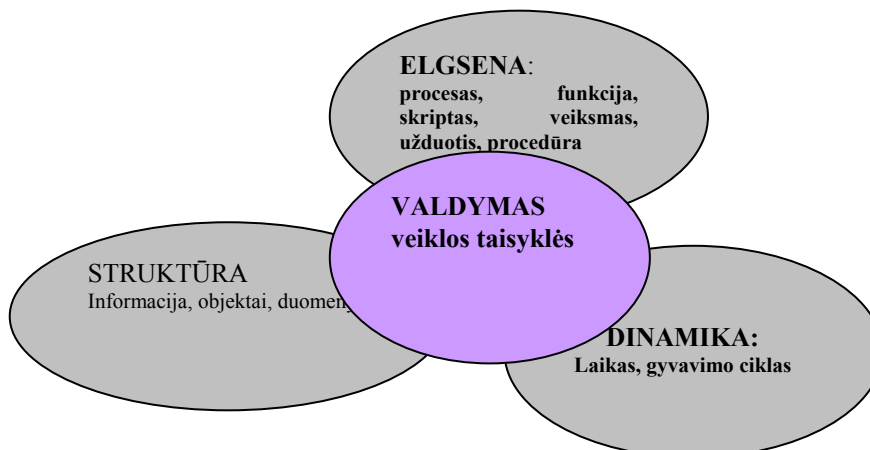 ELGSENA:
procesas, funkcija,
skriptas, veiksmas,
užduotis, procedūra
VALDYMAS
veiklos taisyklės
STRUKTŪRA
Informacija, objektai,
DINAMIKA:
Laikas, gyvavimo ciklas